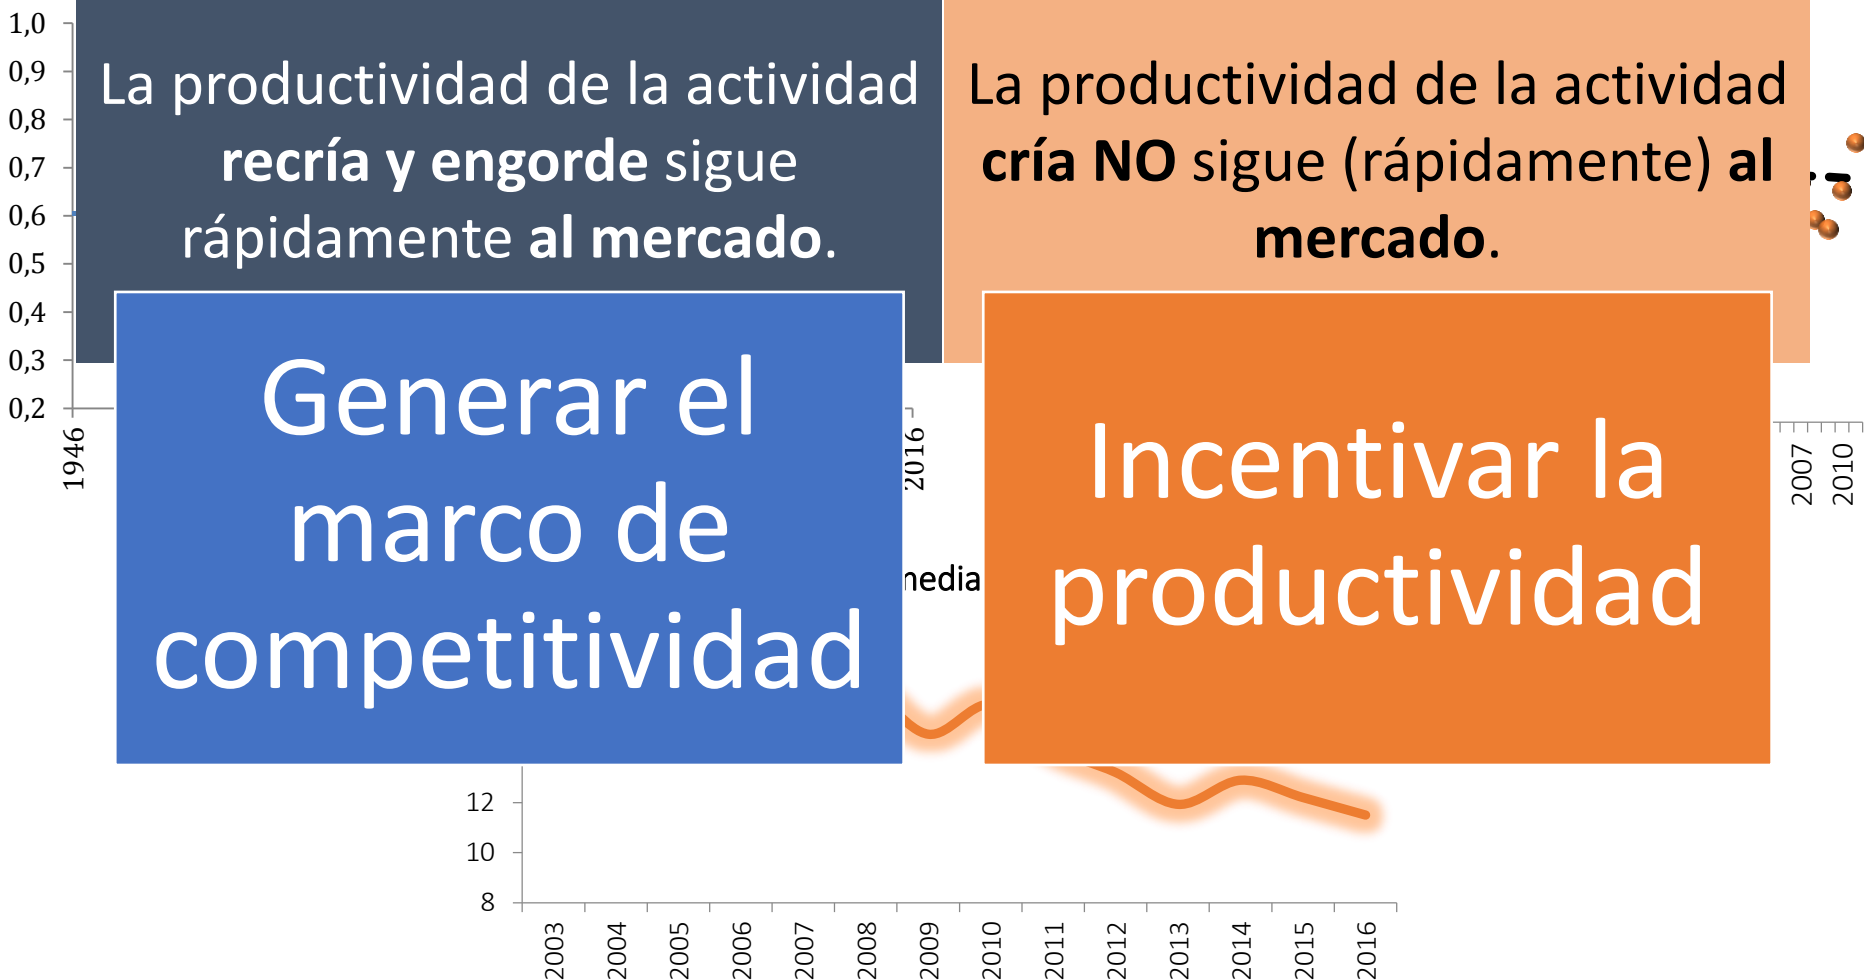 1,0
0,9
0,8
0,7
0,6
0,5
0,4
0,3
0,2
1946
2016
La productividad de la actividad
recría y engorde sigue
rápidamente al mercado.
La productividad de la actividad
cría NO sigue (rápidamente) al
mercado.
Generar el
marco de
competitividad
Incentivar la
productividad
2007
2010
12
10
8
2003
2004
2005
2006
2007
2008
2009
2010
2011
2012
2013
2014
2015
2016